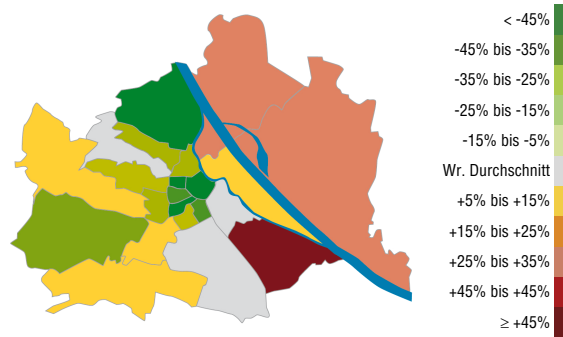 < -45%
-45% bis -35%
-35% bis -25%
-25% bis -15%
-15% bis -5%
Wr. Durchschnitt
+5% bis +15%
+15% bis +25%
+25% bis +35%
+45% bis +45%
≥ +45%